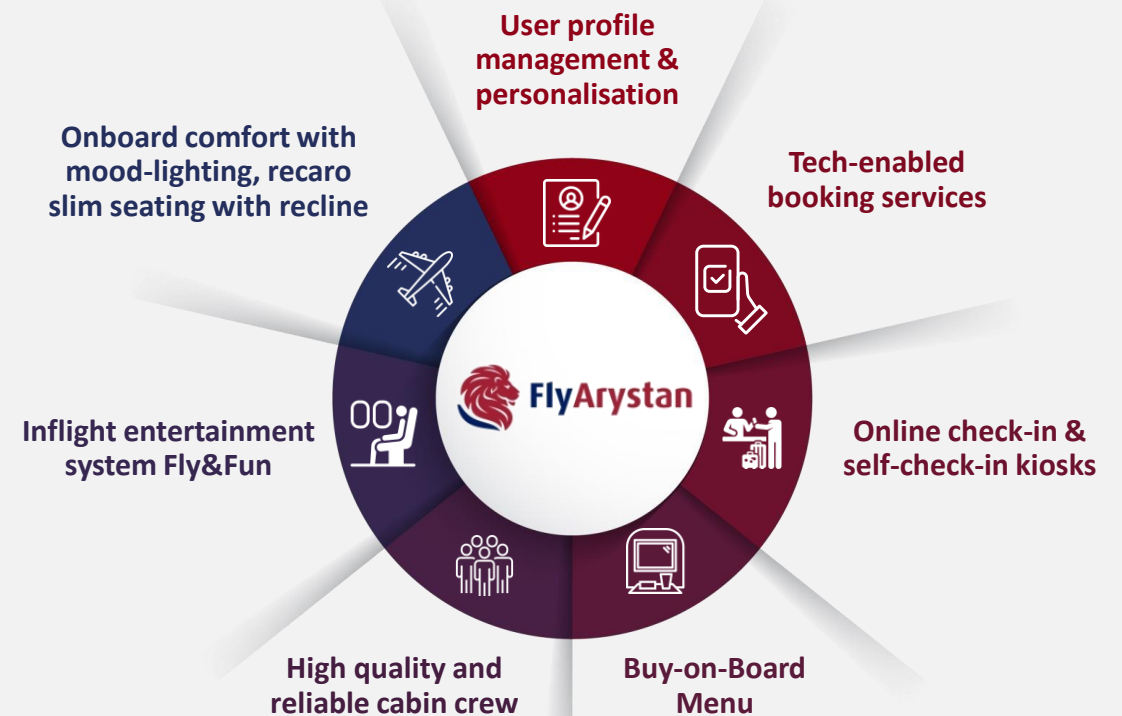 User profile
management &
personalisation
Onboard comfort with
mood-lighting, recaro
slim seating with recline
Tech-enabled
booking services
FlyArystan
Inflight entertainment
system Fly&Fun
Online check-in &
self-check-in kiosks
High quality and
reliable cabin crew
Buy-on-Board
Menu